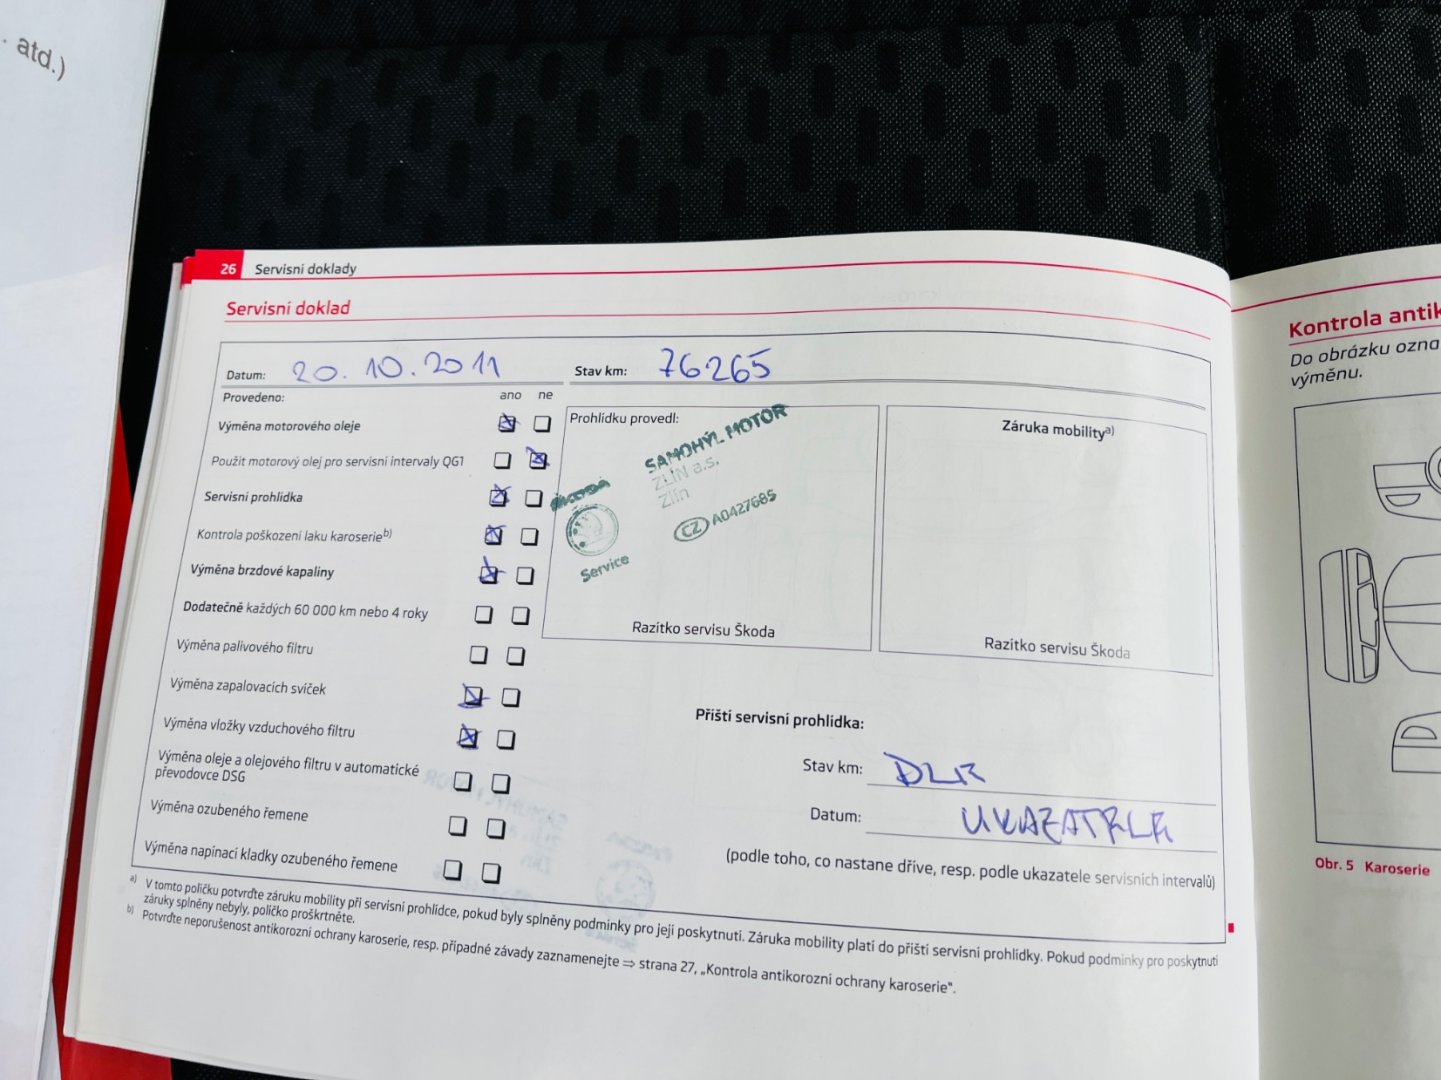 . atd.)
26 Servisní doklady
Servisní doklad
Datum: 20.10.2011
Stav km: 76265
Provedeno: ano ne
Výměna motorového oleje
Použit motorový olej pro servisní intervaly QG1
Servisní prohlídka
Kontrola poškození laku karoserieb)
Výměna brzdové kapaliny
Dodatečně každých 60 000 km nebo 4 roky
Výměna palivového filtru
Výměna zapalovacích svíček
Výměna vložky vzduchového filtru
Výměna oleje a olejového filtru v automatické
převodovce DSG
Výměna ozubeného řemene
Výměna napínací kladky ozubeného řemene
Prohlídku provedl:
SAMOHÝL MOTOR
ZLÍN a.s.
Zlín
CZ A0427685
ŠKODA
Service
Razítko servisu Škoda
Záruka mobilitya)
Razítko servisu Škoda
Příští servisní prohlídka:
Stav km: DLE
Datum: UKAZATELE
(podle toho, co nastane dříve, resp. podle ukazatele servisních intervalů)
a) V tomto políčku potvrďte záruku mobility při servisní prohlídce, pokud byly splněny podmínky pro její poskytnutí. Záruka mobility platí do příští servisní prohlídky. Pokud podmínky pro poskytnutí
záruky splněny nebyly, políčko proškrtněte.
b) Potvrďte neporušenost antikorozní ochrany karoserie, resp. případné závady zaznamenejte ⇒ strana 27, „Kontrola antikorozní ochrany karoserie“.
Kontrola antik
Do obrázku ozna
výměnu.
Obr. 5 Karoserie